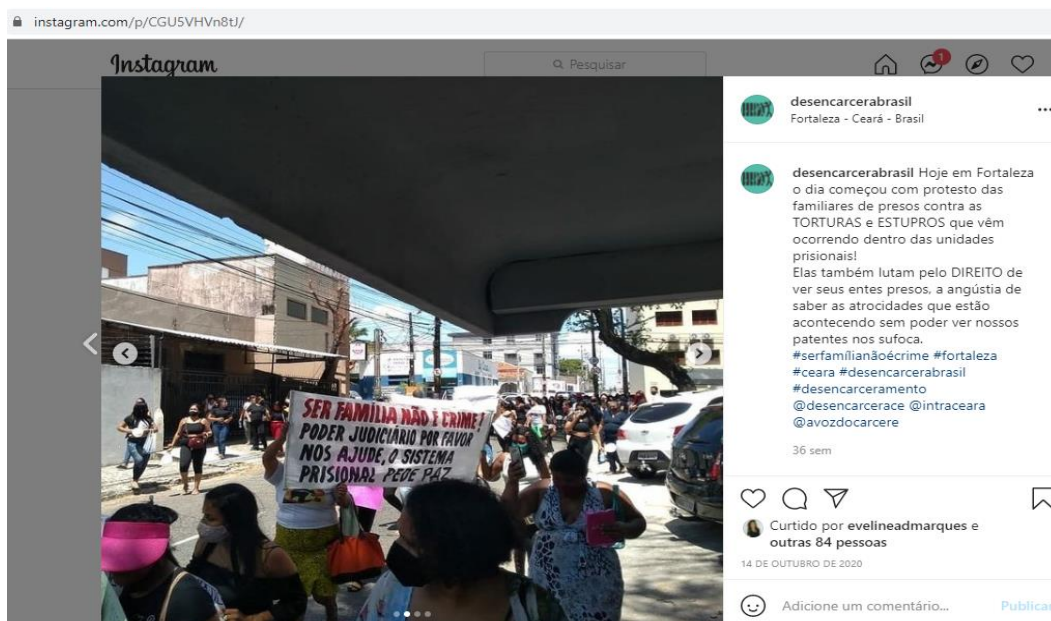 instagram.com/p/CGU5VHVn8tJ/
Instagram
Pesquisar
1
desencarcerabrasil
Fortaleza - Ceará - Brasil
desencarcerabrasil Hoje em Fortaleza
o dia começou com protesto das
familiares de presos contra as
TORTURAS e ESTUPROS que vêm
ocorrendo dentro das unidades
prisionais!
Elas também lutam pelo DIREITO de
ver seus entes presos, a angústia de
saber as atrocidades que estão
acontecendo sem poder ver nossos
patentes nos sufoca.
#serfamílianãoécrime #fortaleza
#ceara #desencarcerabrasil
#desencarceramento
@desencarcerace @intraceara
@avozdocarcere
36 sem
SER FAMÍLIA NÃO É CRIME!
PODER JUDICIÁRIO POR FAVOR
NOS AJUDE, O SISTEMA
PRISIONAL PEDE PAZ
Curtido por evelineadmarques e
outras 84 pessoas
14 DE OUTUBRO DE 2020
Adicione um comentário... Publicar